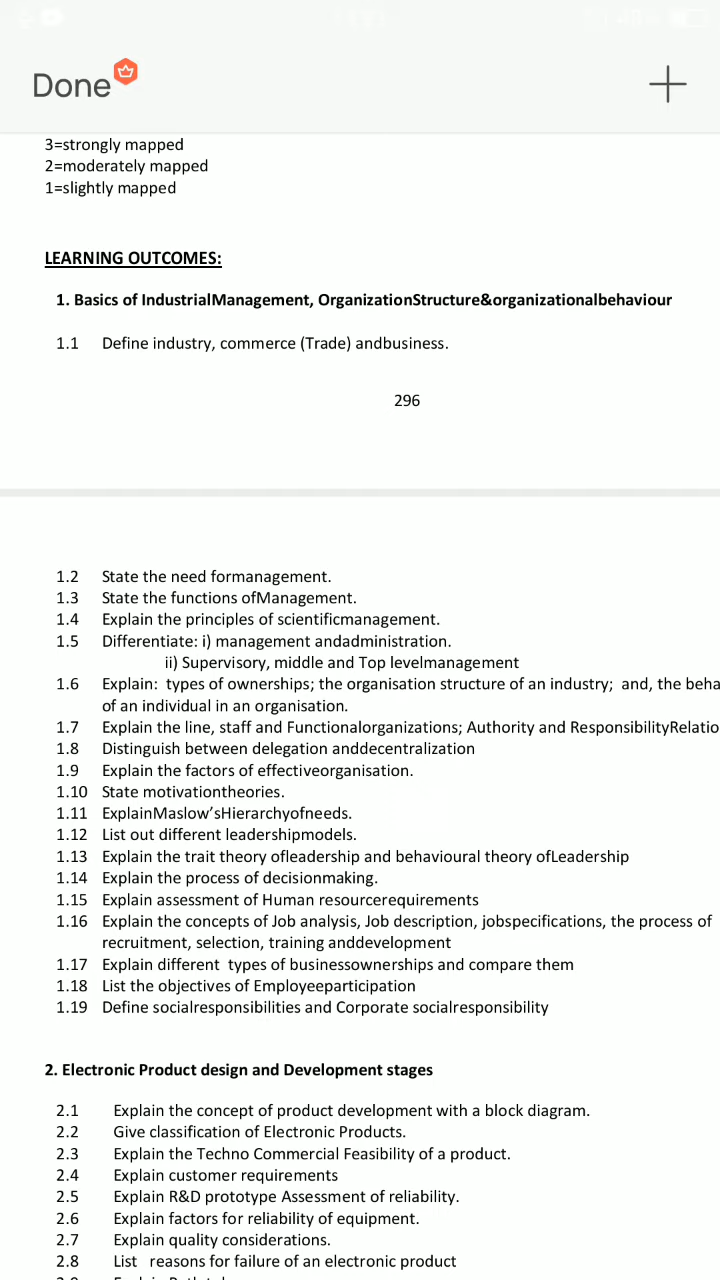 Done
3=strongly mapped
2=moderately mapped
1=slightly mapped
LEARNING OUTCOMES:
1. Basics of IndustrialManagement, OrganizationStructure&organizationalbehaviour
1.1 Define industry, commerce (Trade) andbusiness.
296
1.2 State the need formanagement.
1.3 State the functions ofManagement.
1.4 Explain the principles of scientificmanagement.
1.5 Differentiate: i) management andadministration.
ii) Supervisory, middle and Top levelmanagement
1.6 Explain: types of ownerships; the organisation structure of an industry; and, the beha
of an individual in an organisation.
1.7 Explain the line, staff and Functionalorganizations; Authority and ResponsibilityRelatio
1.8 Distinguish between delegation anddecentralization
1.9 Explain the factors of effectiveorganisation.
1.10 State motivationtheories.
1.11 ExplainMaslow'sHierarchyofneeds.
1.12 List out different leadershipmodels.
1.13 Explain the trait theory ofleadership and behavioural theory ofLeadership
1.14 Explain the process of decisionmaking.
1.15 Explain assessment of Human resourcerequirements
1.16 Explain the concepts of Job analysis, Job description, jobspecifications, the process of
recruitment, selection, training anddevelopment
1.17 Explain different types of businessownerships and compare them
1.18 List the objectives of Employeeparticipation
1.19 Define socialresponsibilities and Corporate socialresponsibility
2. Electronic Product design and Development stages
2.1 Explain the concept of product development with a block diagram.
2.2 Give classification of Electronic Products.
2.3 Explain the Techno Commercial Feasibility of a product.
2.4 Explain customer requirements
2.5 Explain R&D prototype Assessment of reliability.
2.6 Explain factors for reliability of equipment.
2.7 Explain quality considerations.
2.8 List reasons for failure of an electronic product